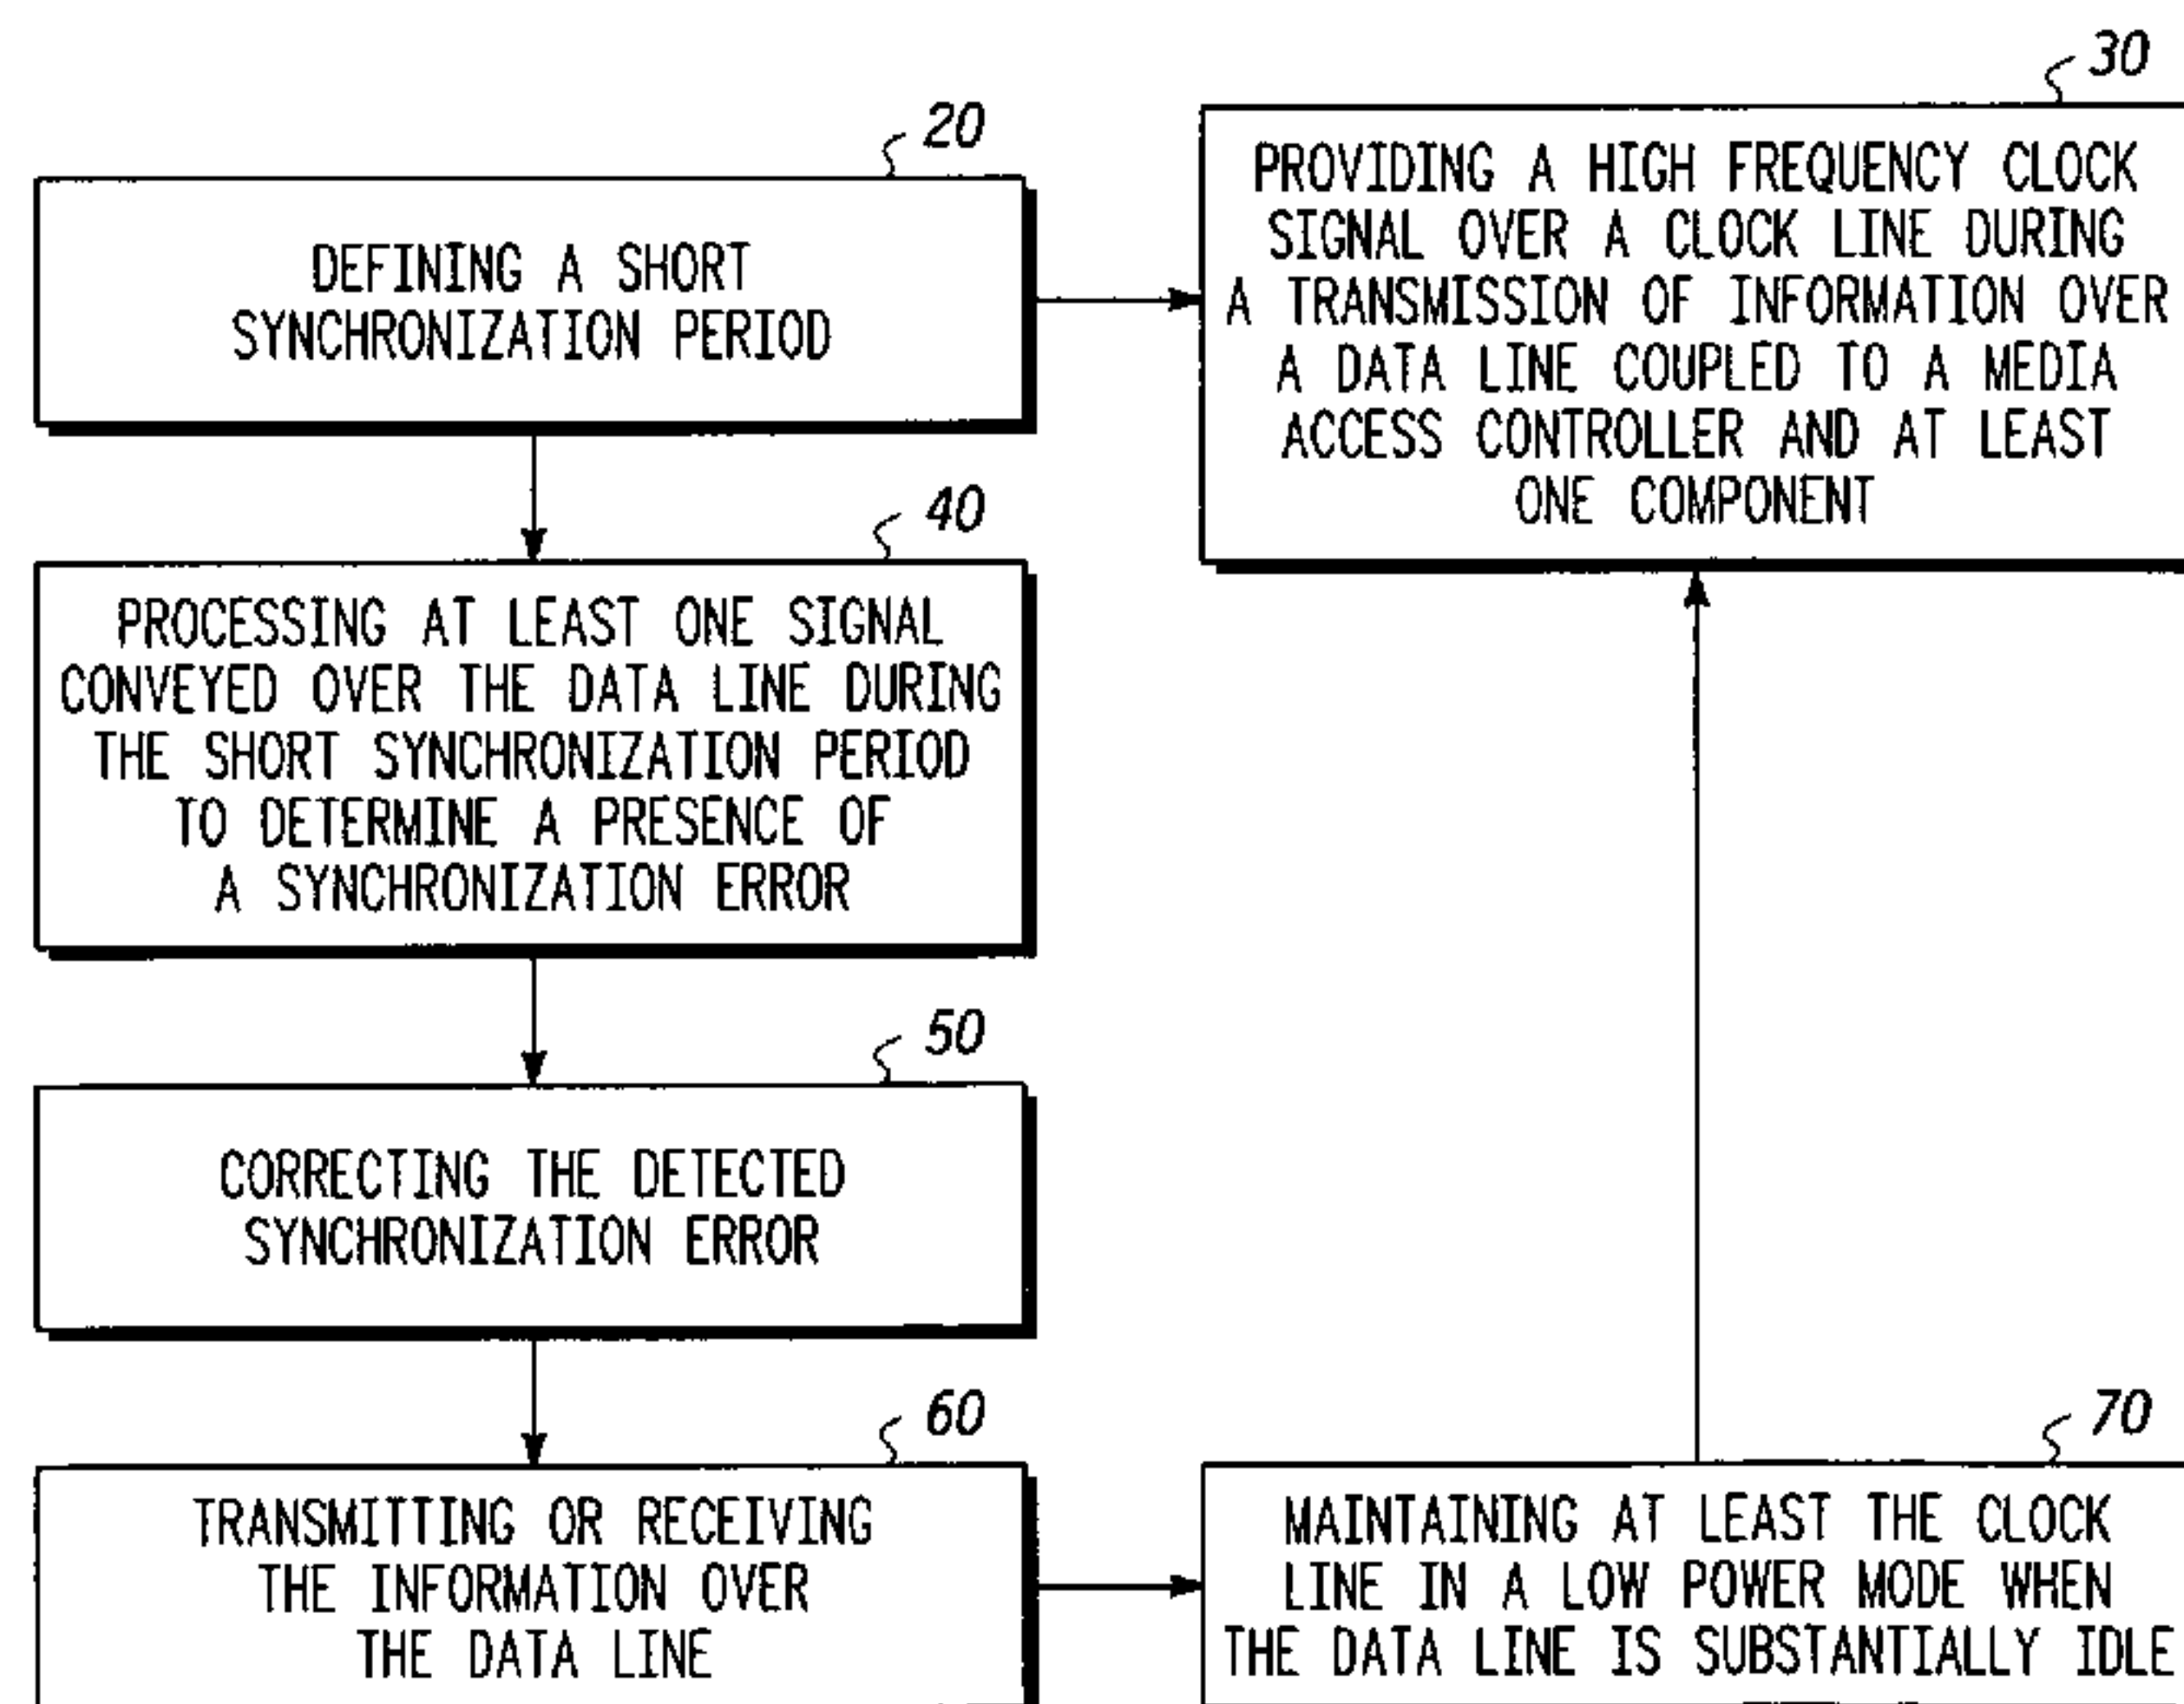 20
DEFINING A SHORT
SYNCHRONIZATION PERIOD
30
PROVIDING A HIGH FREQUENCY CLOCK
SIGNAL OVER A CLOCK LINE DURING
A TRANSMISSION OF INFORMATION OVER
A DATA LINE COUPLED TO A MEDIA
ACCESS CONTROLLER AND AT LEAST
ONE COMPONENT
40
PROCESSING AT LEAST ONE SIGNAL
CONVEYED OVER THE DATA LINE DURING
THE SHORT SYNCHRONIZATION PERIOD
TO DETERMINE A PRESENCE OF
A SYNCHRONIZATION ERROR
50
CORRECTING THE DETECTED
SYNCHRONIZATION ERROR
60
TRANSMITTING OR RECEIVING
THE INFORMATION OVER
THE DATA LINE
70
MAINTAINING AT LEAST THE CLOCK
LINE IN A LOW POWER MODE WHEN
THE DATA LINE IS SUBSTANTIALLY IDLE